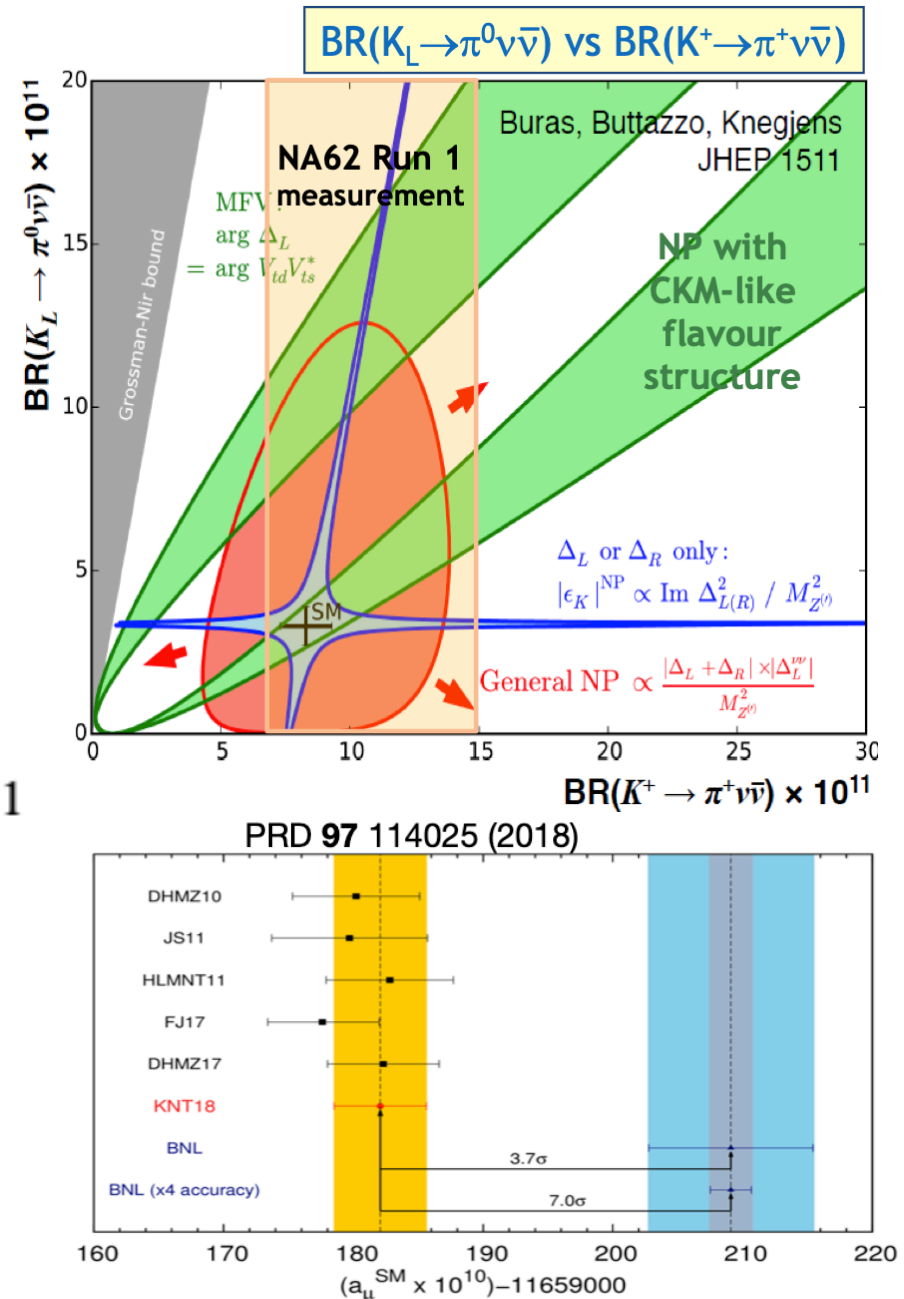 BR(K_L→π⁰νν̄) vs BR(K⁺→π⁺νν̄)
BR(K_L → π⁰νν̄) × 10¹¹
20
15
10
5
0
Buras, Buttazzo, Knegjens
JHEP 1511
NA62 Run 1
measurement
MFV:
arg Δ_L
= arg V_td V*_ts
Grossman-Nir bound
NP with
CKM-like
flavour
structure
Δ_L or Δ_R only:
|ϵ_K|^NP ∝ Im Δ²_L(R) / M²_Z(′)
SM
General NP ∝ |Δ_L + Δ_R| × |Δ_L^νν| / M²_Z(′)
0 5 10 15 20 25 30
BR(K⁺ → π⁺νν̄) × 10¹¹
1
PRD 97 114025 (2018)
DHMZ10
JS11
HLMNT11
FJ17
DHMZ17
KNT18
BNL
3.7σ
BNL (x4 accuracy)
7.0σ
160 170 180 190 200 210 220
(a_μ^SM x 10¹⁰)−11659000